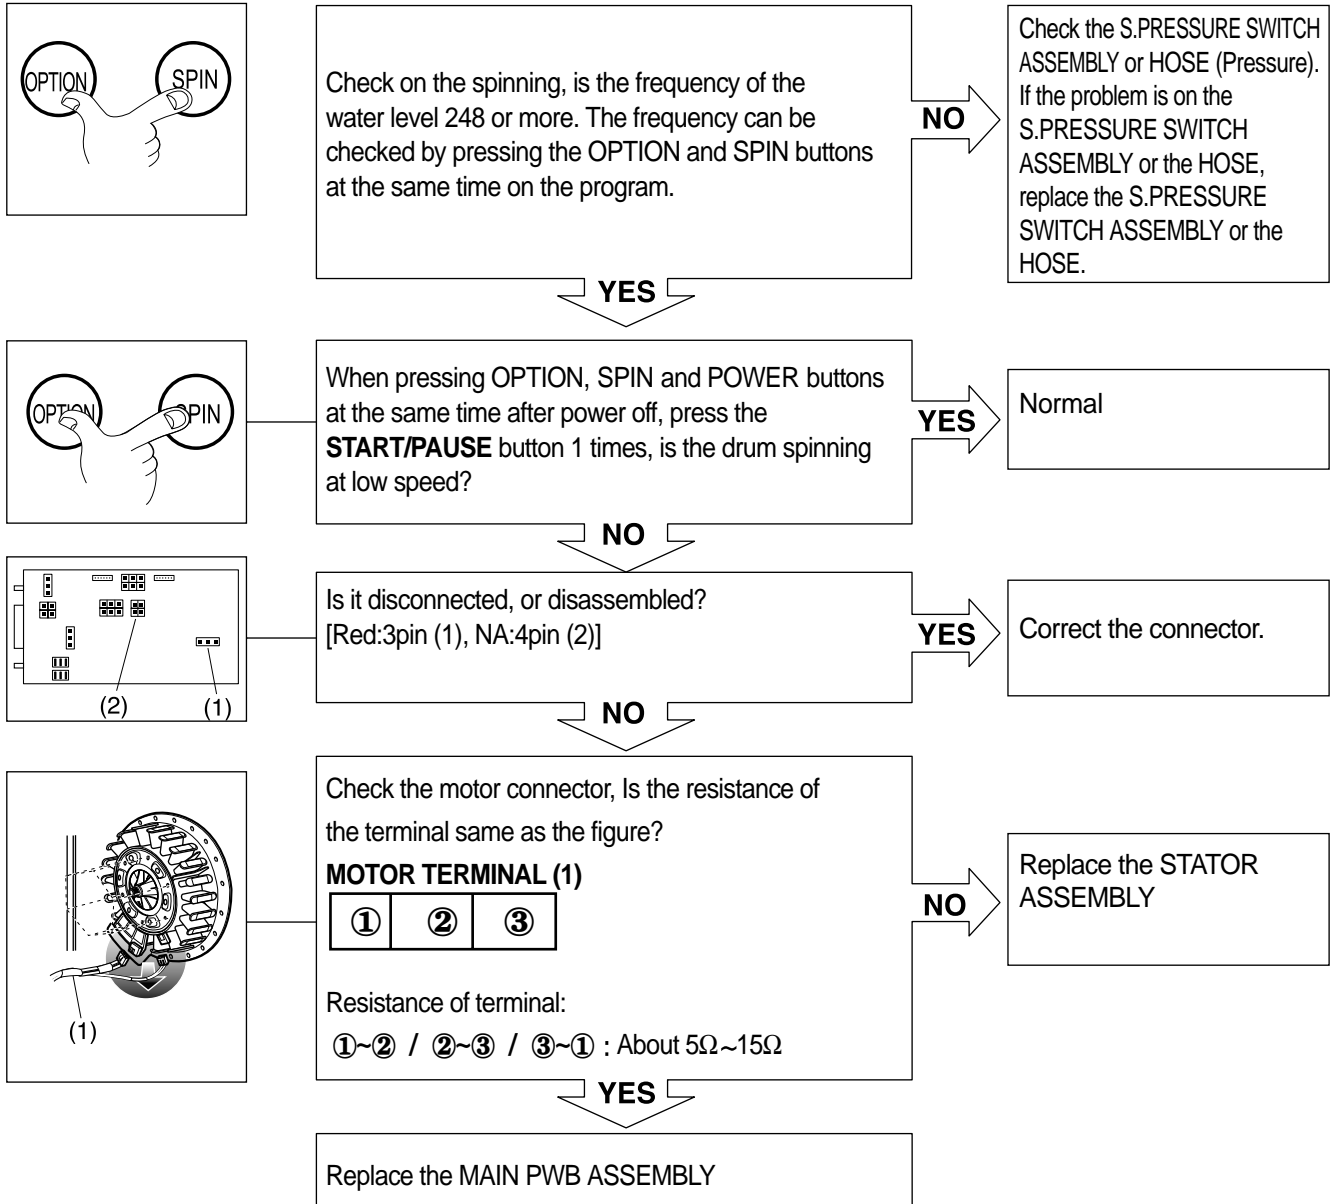 OPTION
SPIN
Check on the spinning, is the frequency of the
water level 248 or more. The frequency can be
checked by pressing the OPTION and SPIN buttons
at the same time on the program.
NO
Check the S.PRESSURE SWITCH
ASSEMBLY or HOSE (Pressure).
If the problem is on the
S.PRESSURE SWITCH
ASSEMBLY or the HOSE,
replace the S.PRESSURE
SWITCH ASSEMBLY or the
HOSE.
YES
OPTION
SPIN
When pressing OPTION, SPIN and POWER buttons
at the same time after power off, press the
START/PAUSE button 1 times, is the drum spinning
at low speed?
YES
Normal
NO
(2)
(1)
Is it disconnected, or disassembled?
[Red:3pin (1), NA:4pin (2)]
YES
Correct the connector.
NO
(1)
Check the motor connector, Is the resistance of
the terminal same as the figure?
MOTOR TERMINAL (1)
① ② ③
Resistance of terminal:
①~② / ②~③ / ③~① : About 5Ω~15Ω
NO
Replace the STATOR
ASSEMBLY
YES
Replace the MAIN PWB ASSEMBLY